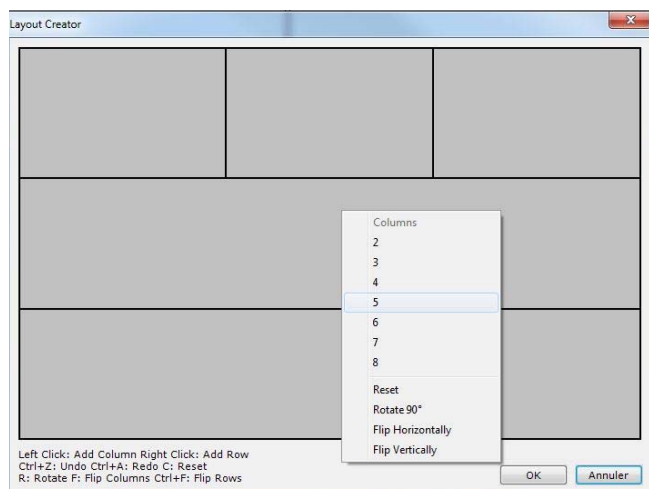 Layout Creator
x
Columns
2
3
4
5
6
7
8
Reset
Rotate 90°
Flip Horizontally
Flip Vertically
Left Click: Add Column Right Click: Add Row
Ctrl+Z: Undo Ctrl+A: Redo C: Reset
R: Rotate F: Flip Columns Ctrl+F: Flip Rows
OK
Annuler